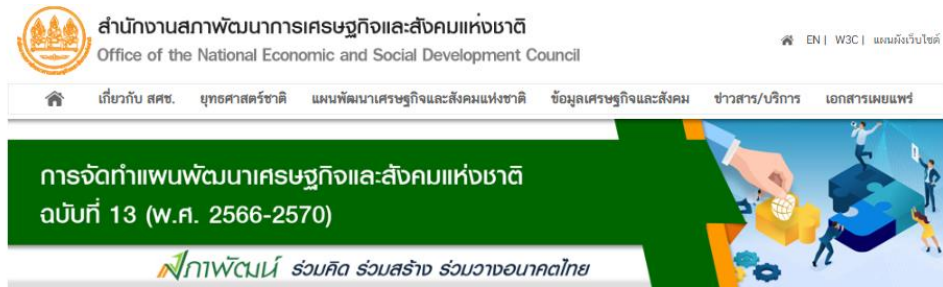 สำนักงานสภาพัฒนาการเศรษฐกิจและสังคมแห่งชาติ
Office of the National Economic and Social Development Council
EN | W3C | แผนผังเว็บไซต์
เกี่ยวกับ สศช. ยุทธศาสตร์ชาติ แผนพัฒนาเศรษฐกิจและสังคมแห่งชาติ ข้อมูลเศรษฐกิจและสังคม ข่าวสาร/บริการ เอกสารเผยแพร่
การจัดทำแผนพัฒนาเศรษฐกิจและสังคมแห่งชาติ
ฉบับที่ 13 (พ.ศ. 2566-2570)
สภาพัฒน์ ร่วมคิด ร่วมสร้าง ร่วมวางอนาคตไทย